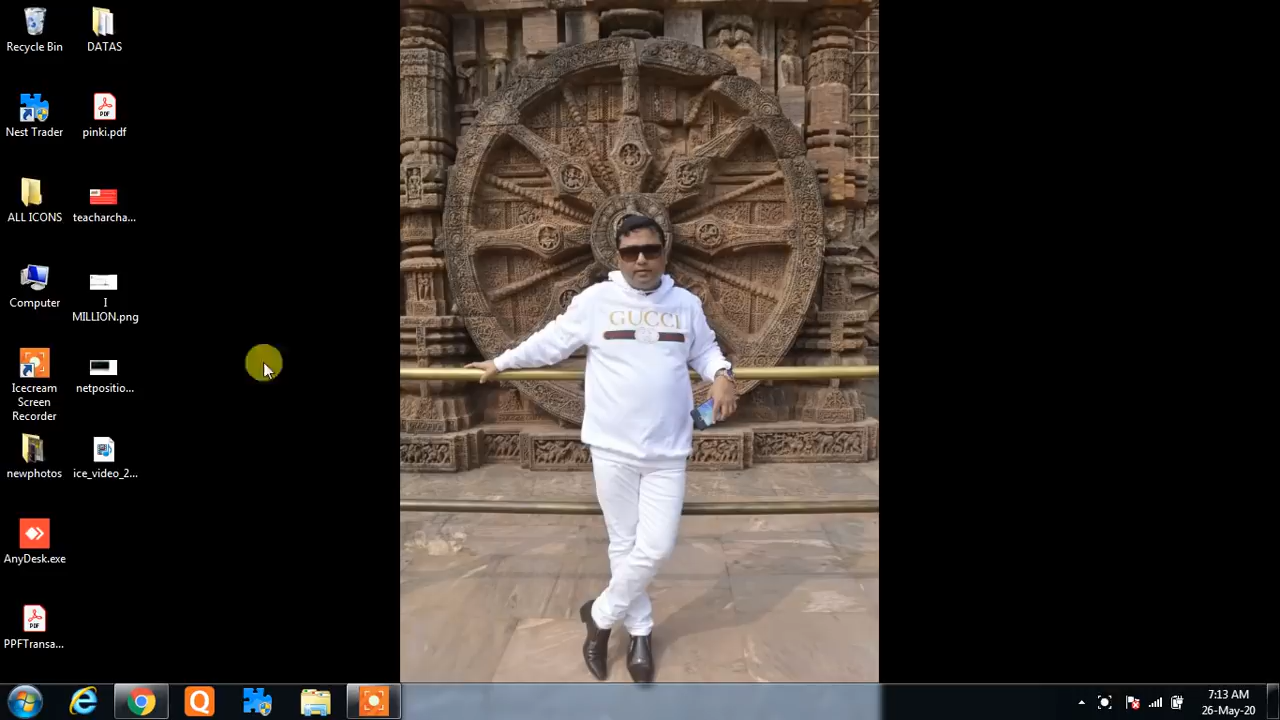 Recycle Bin
DATAS
Nest Trader
pinki.pdf
ALL ICONS
teacharcha...
Computer
I
MILLION.png
Icecream
Screen
Recorder
netpositio...
newphotos
ice_video_2...
AnyDesk.exe
PPFTransa...
GUCCI
7:13 AM
26-May-20